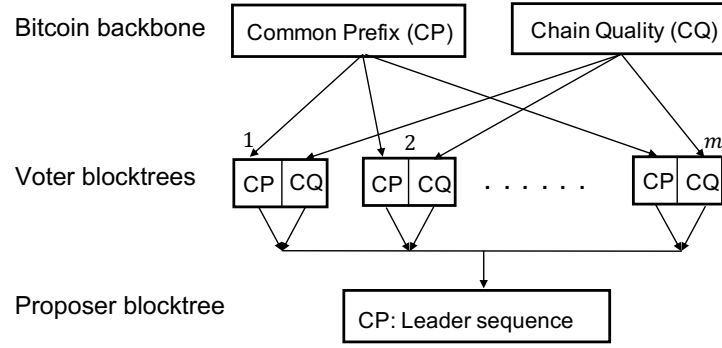 Bitcoin backbone
Common Prefix (CP)
Chain Quality (CQ)
1
2
m
Voter blocktrees
CP CQ
CP CQ
. . . . . .
CP CQ
Proposer blocktree
CP: Leader sequence